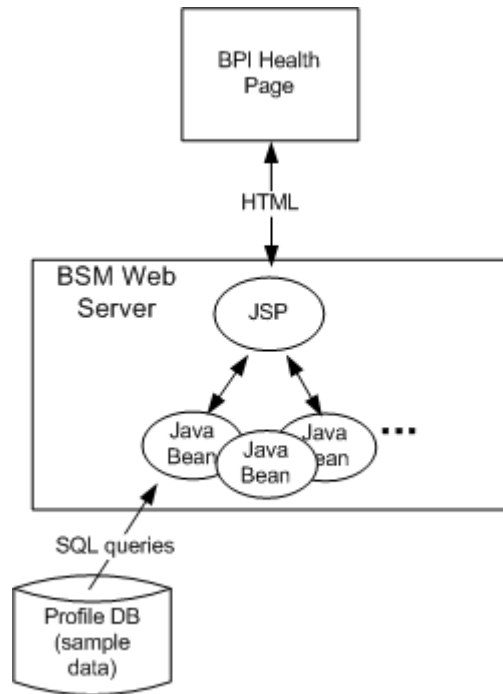 BPI Health
Page
HTML
BSM Web
Server
JSP
Java
Bean
Java
Bean
Java
ean
...
SQL queries
Profile DB
(sample
data)